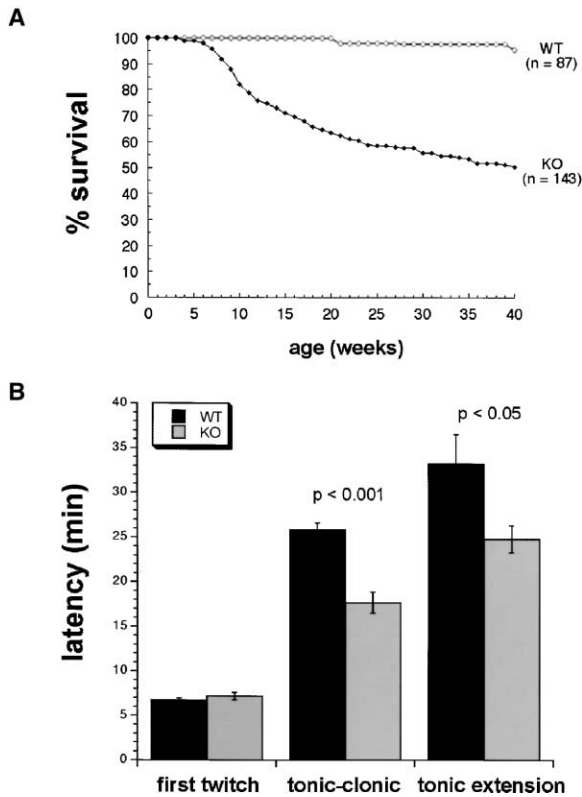 A
% survival
100
90
80
70
60
50
40
30
20
10
0
WT
(n = 87)
KO
(n = 143)
0 5 10 15 20 25 30 35 40
age (weeks)
B
latency (min)
40
35
30
25
20
15
10
5
0
WT
KO
p < 0.001
p < 0.05
first twitch tonic-clonic tonic extension